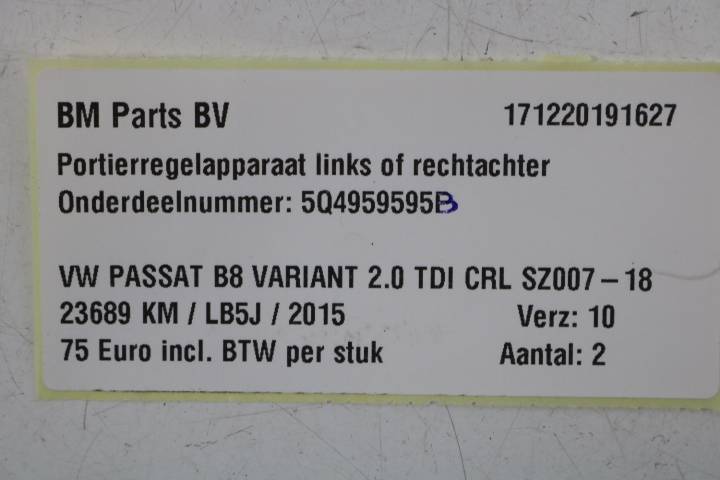 BM Parts BV 171220191627
Portierregelapparaat links of rechtachter
Onderdeelnummer: 5Q4959595B
VW PASSAT B8 VARIANT 2.0 TDI CRL SZ007-18
23689 KM / LB5J / 2015 Verz: 10
75 Euro incl. BTW per stuk Aantal: 2